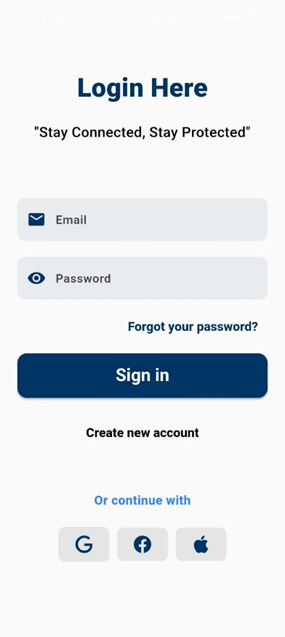 Login Here
"Stay Connected, Stay Protected"
Email
Password
Forgot your password?
Sign in
Create new account
Or continue with